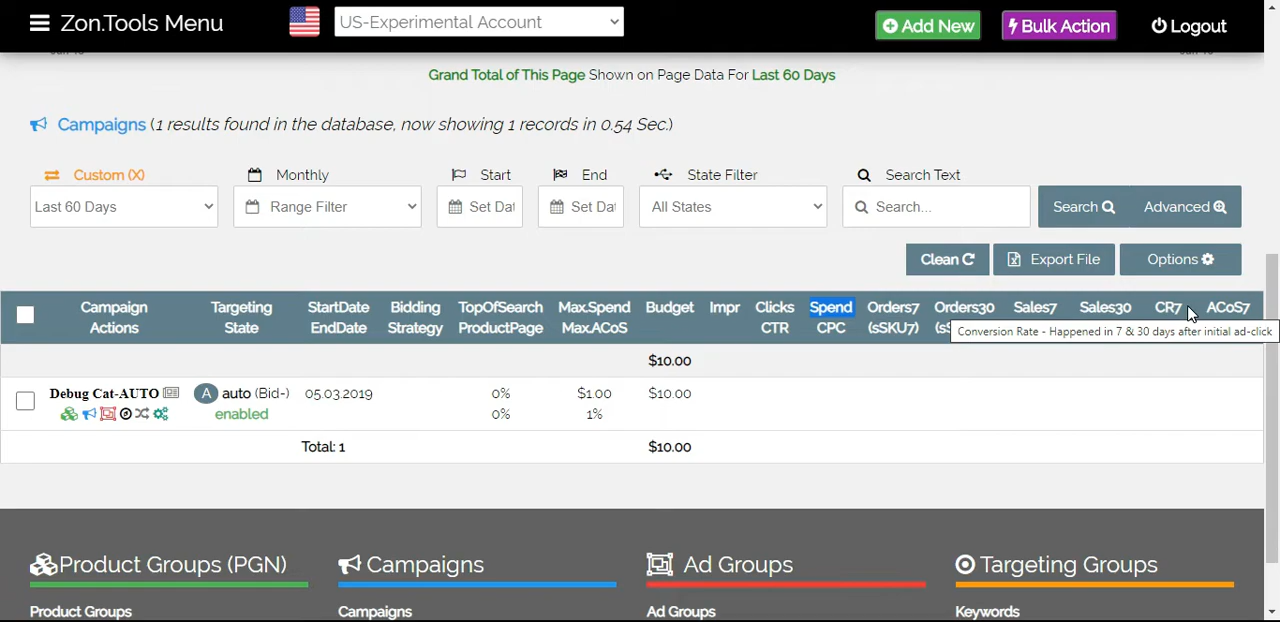 Zon.Tools Menu US-Experimental Account Add New Bulk Action Logout
Grand Total of This Page Shown on Page Data For Last 60 Days
Campaigns (1 results found in the database, now showing 1 records in 0.54 Sec.)
Custom (X) Monthly Start End State Filter Search Text
Last 60 Days Range Filter Set Dat Set Dat All States Search... Search Advanced
Clean Export File Options
Campaign Targeting StartDate Bidding TopOfSearch Max.Spend Budget Impr Clicks Spend Orders7 Orders30 Sales7 Sales30 CR7 ACoS7
Actions State EndDate Strategy ProductPage Max.ACoS CTR CPC (sSKU7)
Conversion Rate - Happened in 7 & 30 days after initial ad-click
$10.00
Debug Cat-AUTO A auto (Bid-) 05.03.2019 0% $1.00 $10.00
enabled 0% 1%
Total: 1 $10.00
Product Groups (PGN) Campaigns Ad Groups Targeting Groups
Product Groups Campaigns Ad Groups Keywords